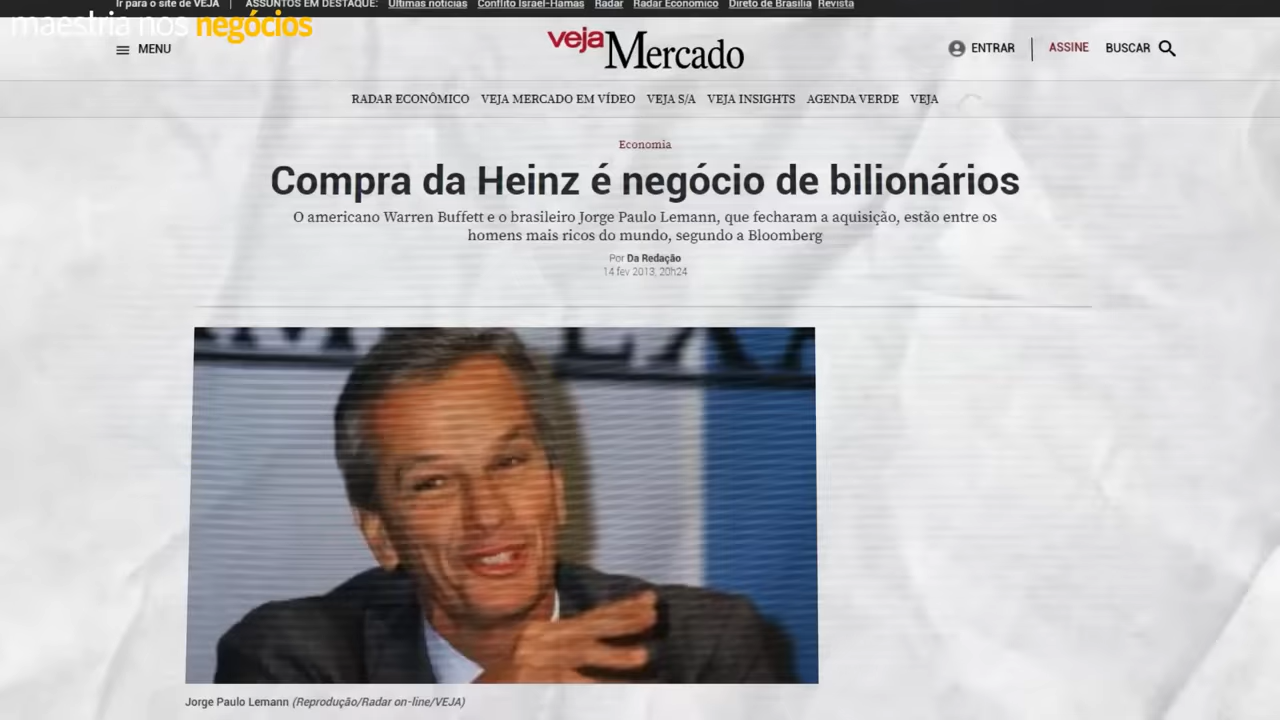 Ir para o site de VEJA | ASSUNTOS EM DESTAQUE: Últimas notícias Conflito Israel-Hamas Radar Radar Econômico Direto de Brasília Revista
maestria nos negócios
MENU
veja Mercado
ENTRAR | ASSINE BUSCAR
RADAR ECONÔMICO VEJA MERCADO EM VÍDEO VEJA S/A VEJA INSIGHTS AGENDA VERDE VEJA
Economia
Compra da Heinz é negócio de bilionários
O americano Warren Buffett e o brasileiro Jorge Paulo Lemann, que fecharam a aquisição, estão entre os
homens mais ricos do mundo, segundo a Bloomberg
Por Da Redação
14 fev 2013, 20h24
Jorge Paulo Lemann (Reprodução/Radar on-line/VEJA)